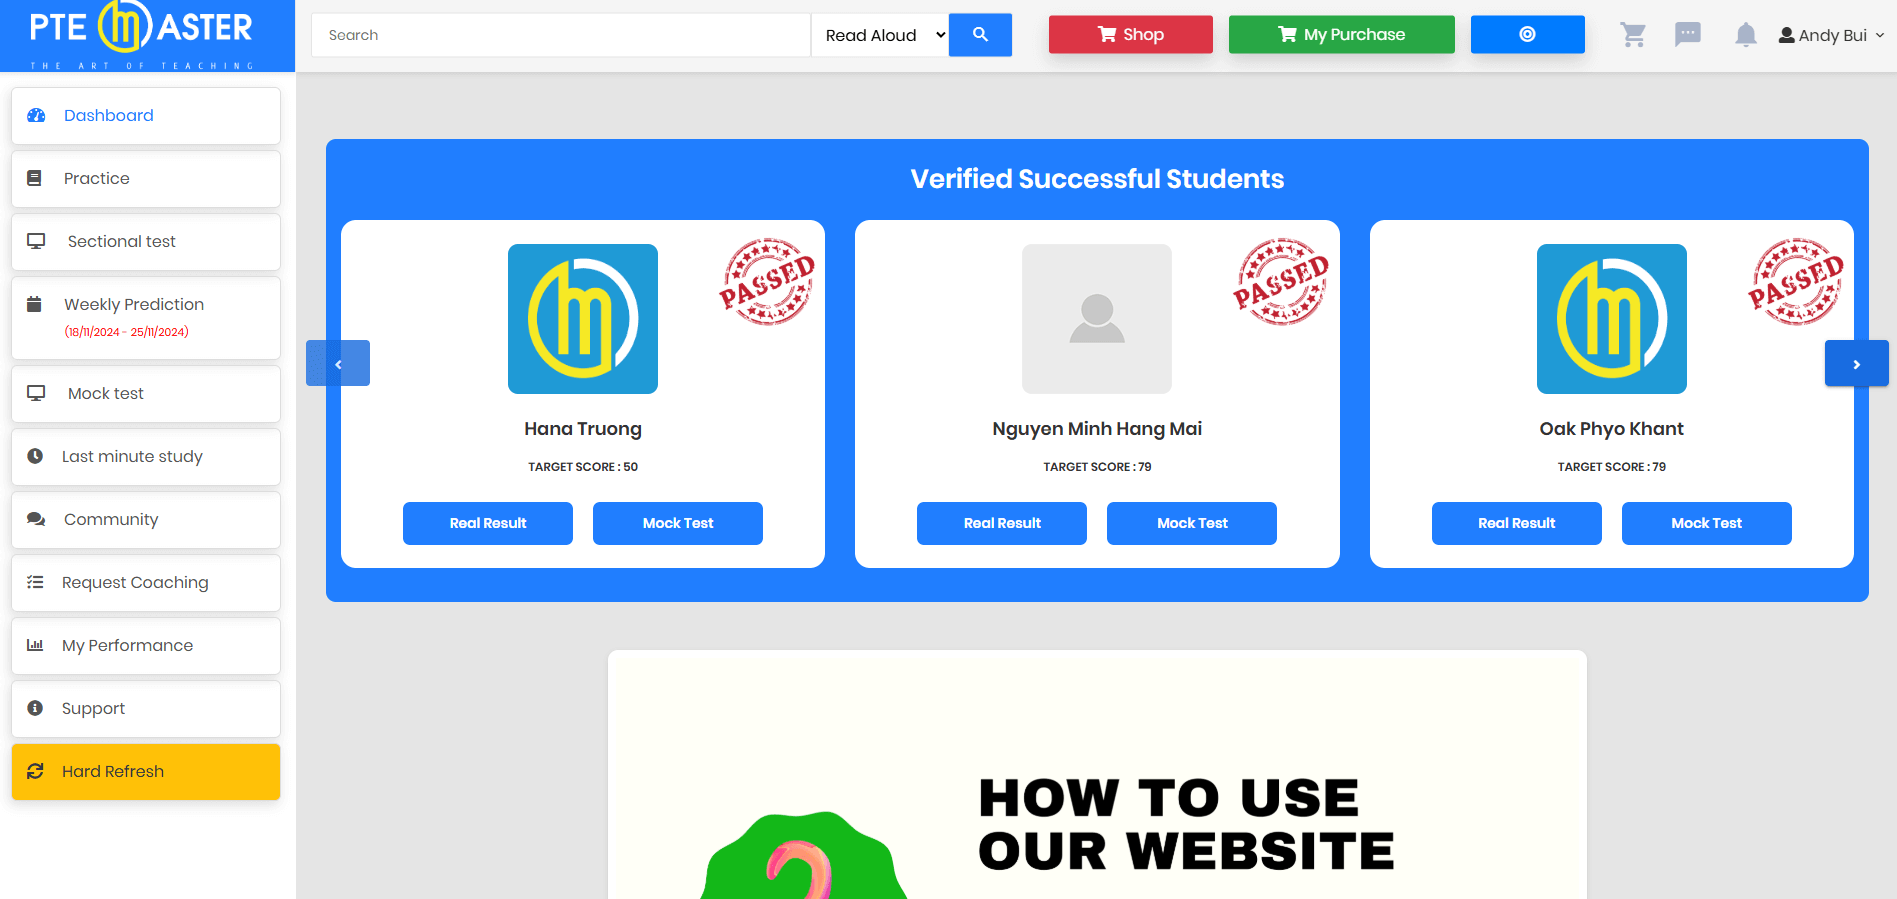 PTE MASTER
THE ART OF TEACHING
Search
Read Aloud
Shop
My Purchase
Andy Bui
Dashboard
Practice
Sectional test
Weekly Prediction
(18/11/2024 - 25/11/2024)
Mock test
Last minute study
Community
Request Coaching
My Performance
Support
Hard Refresh
Verified Successful Students
PASSED
Hana Truong
TARGET SCORE : 50
Real Result
Mock Test
PASSED
Nguyen Minh Hang Mai
TARGET SCORE : 79
Real Result
Mock Test
PASSED
Oak Phyo Khant
TARGET SCORE : 79
Real Result
Mock Test
HOW TO USE
OUR WEBSITE
?